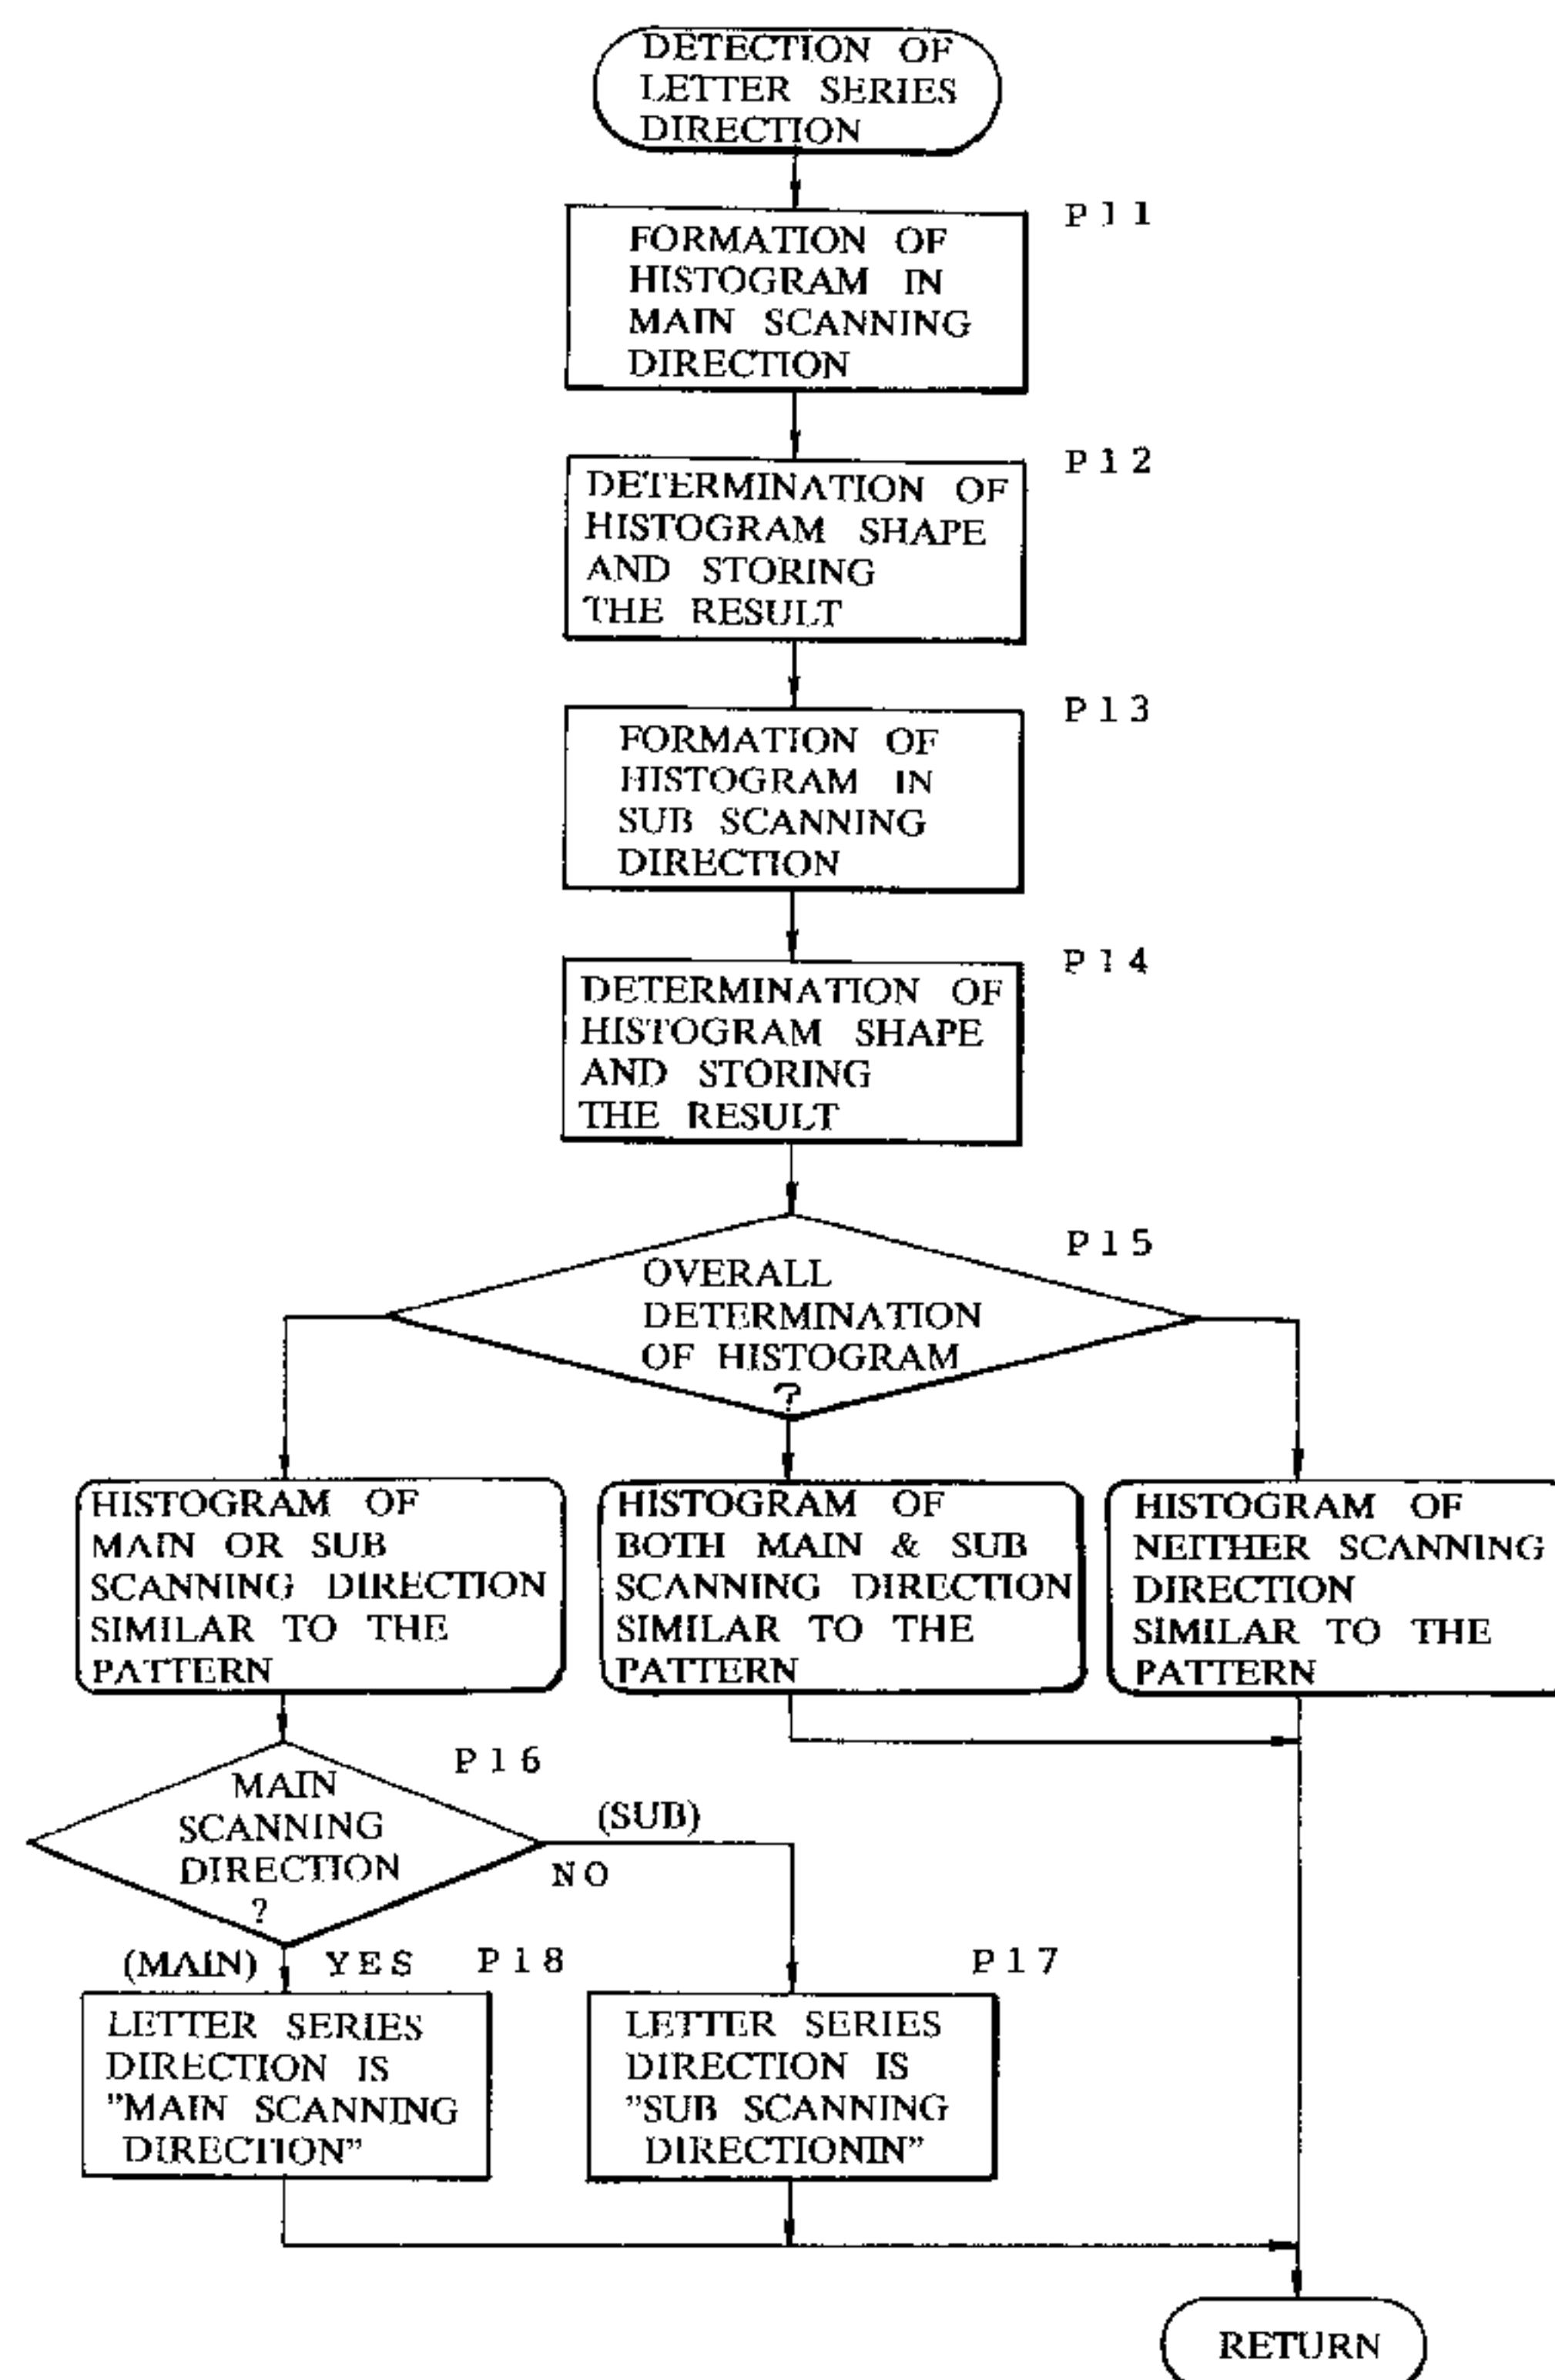 DETECTION OF
LETTER SERIES
DIRECTION
P11
FORMATION OF
HISTOGRAM IN
MAIN SCANNING
DIRECTION
P12
DETERMINATION OF
HISTOGRAM SHAPE
AND STORING
THE RESULT
P13
FORMATION OF
HISTOGRAM IN
SUB SCANNING
DIRECTION
P14
DETERMINATION OF
HISTOGRAM SHAPE
AND STORING
THE RESULT
P15
OVERALL
DETERMINATION
OF HISTOGRAM
?
HISTOGRAM OF
MAIN OR SUB
SCANNING DIRECTION
SIMILAR TO THE
PATTERN
HISTOGRAM OF
BOTH MAIN & SUB
SCANNING DIRECTION
SIMILAR TO THE
PATTERN
HISTOGRAM OF
NEITHER SCANNING
DIRECTION
SIMILAR TO THE
PATTERN
P16
MAIN
SCANNING
DIRECTION
?
(SUB)
NO
(MAIN) YES
P18
LETTER SERIES
DIRECTION IS
"MAIN SCANNING
DIRECTION"
P17
LETTER SERIES
DIRECTION IS
"SUB SCANNING
DIRECTIONIN"
RETURN